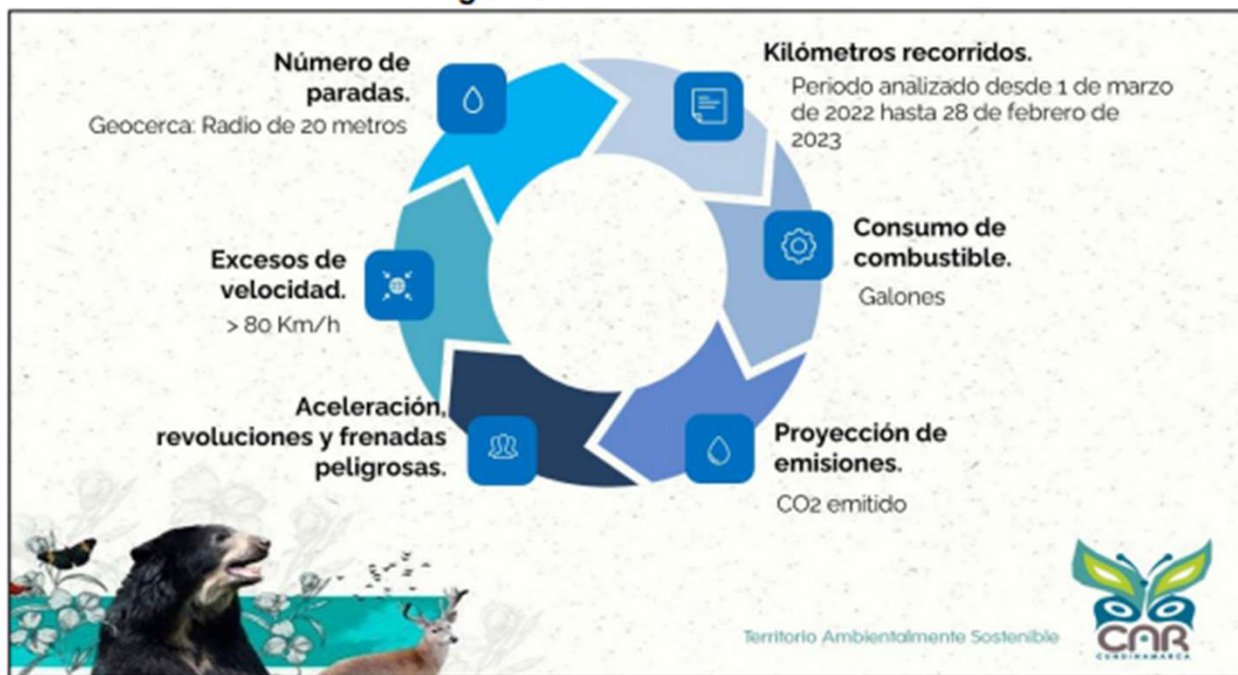 Número de
paradas.
Geocerca: Radio de 20 metros
Kilómetros recorridos.
Periodo analizado desde 1 de marzo
de 2022 hasta 28 de febrero de
2023
Consumo de
combustible.
Galones
Proyección de
emisiones.
CO2 emitido
Aceleración,
revoluciones y frenadas
peligrosas.
Excesos de
velocidad.
> 80 Km/h
Territorio Ambientalmente Sostenible
CAR
CUNDINAMARCA